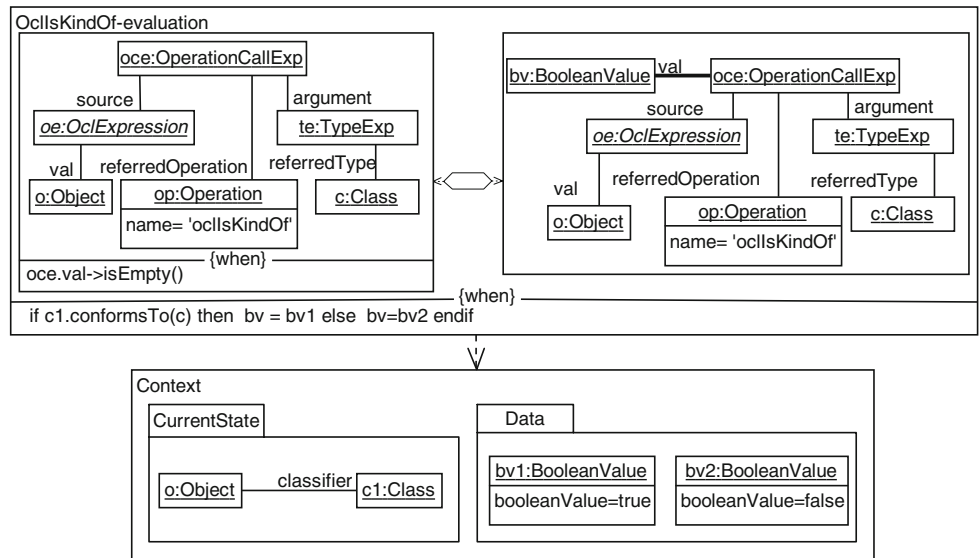 OclIsKindOf-evaluation
oce:OperationCallExp
source
argument
oe:OclExpression
te:TypeExp
val
referredOperation
referredType
o:Object
op:Operation
c:Class
name= 'oclIsKindOf'
{when}
oce.val->isEmpty()
bv:BooleanValue
val
oce:OperationCallExp
source
argument
oe:OclExpression
te:TypeExp
val
referredOperation
referredType
o:Object
op:Operation
c:Class
name= 'oclIsKindOf'
{when}
if c1.conformsTo(c) then bv = bv1 else bv=bv2 endif
Context
CurrentState
o:Object
classifier
c1:Class
Data
bv1:BooleanValue
booleanValue=true
bv2:BooleanValue
booleanValue=false